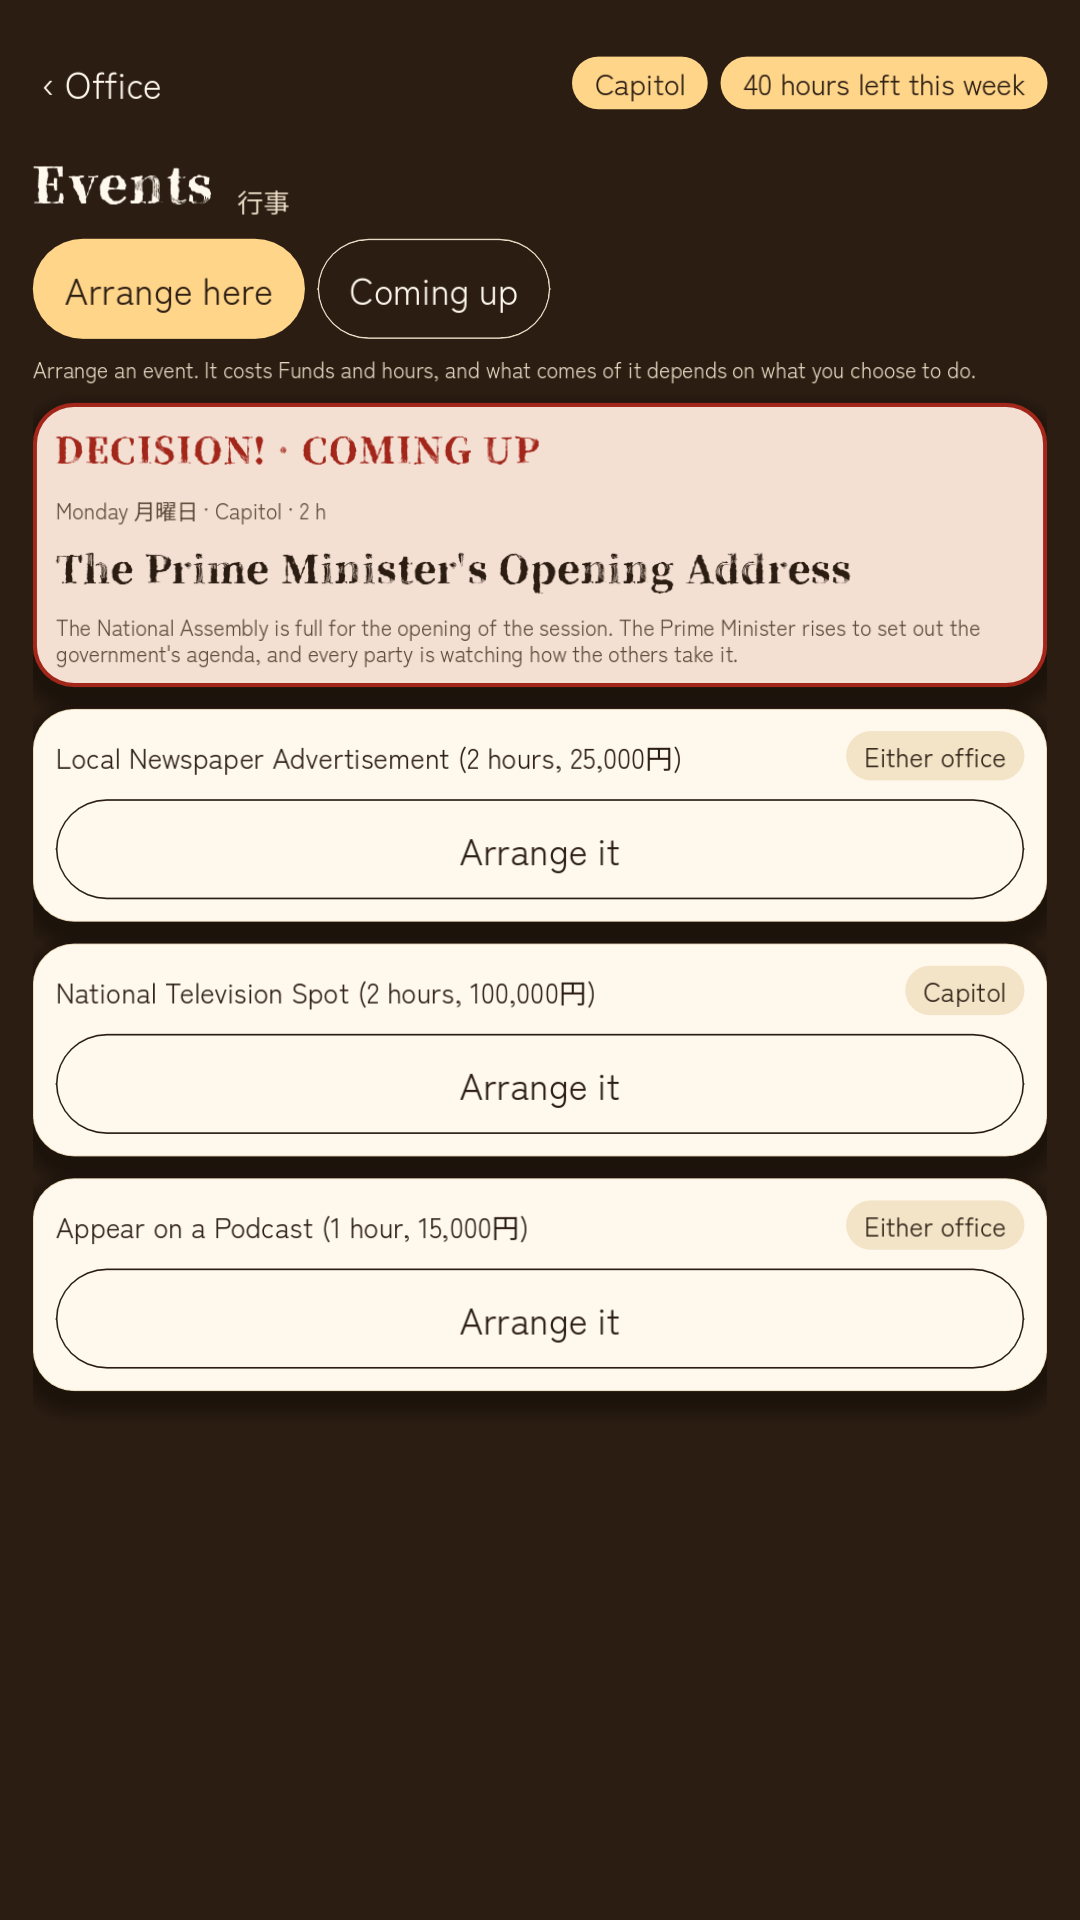 ‹ Office
Capitol
40 hours left this week
Events 行事
Arrange here
Coming up
Arrange an event. It costs Funds and hours, and what comes of it depends on what you choose to do.
DECISION! · COMING UP
Monday 月曜日 · Capitol · 2 h
The Prime Minister's Opening Address
The National Assembly is full for the opening of the session. The Prime Minister rises to set out the
government's agenda, and every party is watching how the others take it.
Local Newspaper Advertisement (2 hours, 25,000円)
Either office
Arrange it
National Television Spot (2 hours, 100,000円)
Capitol
Arrange it
Appear on a Podcast (1 hour, 15,000円)
Either office
Arrange it